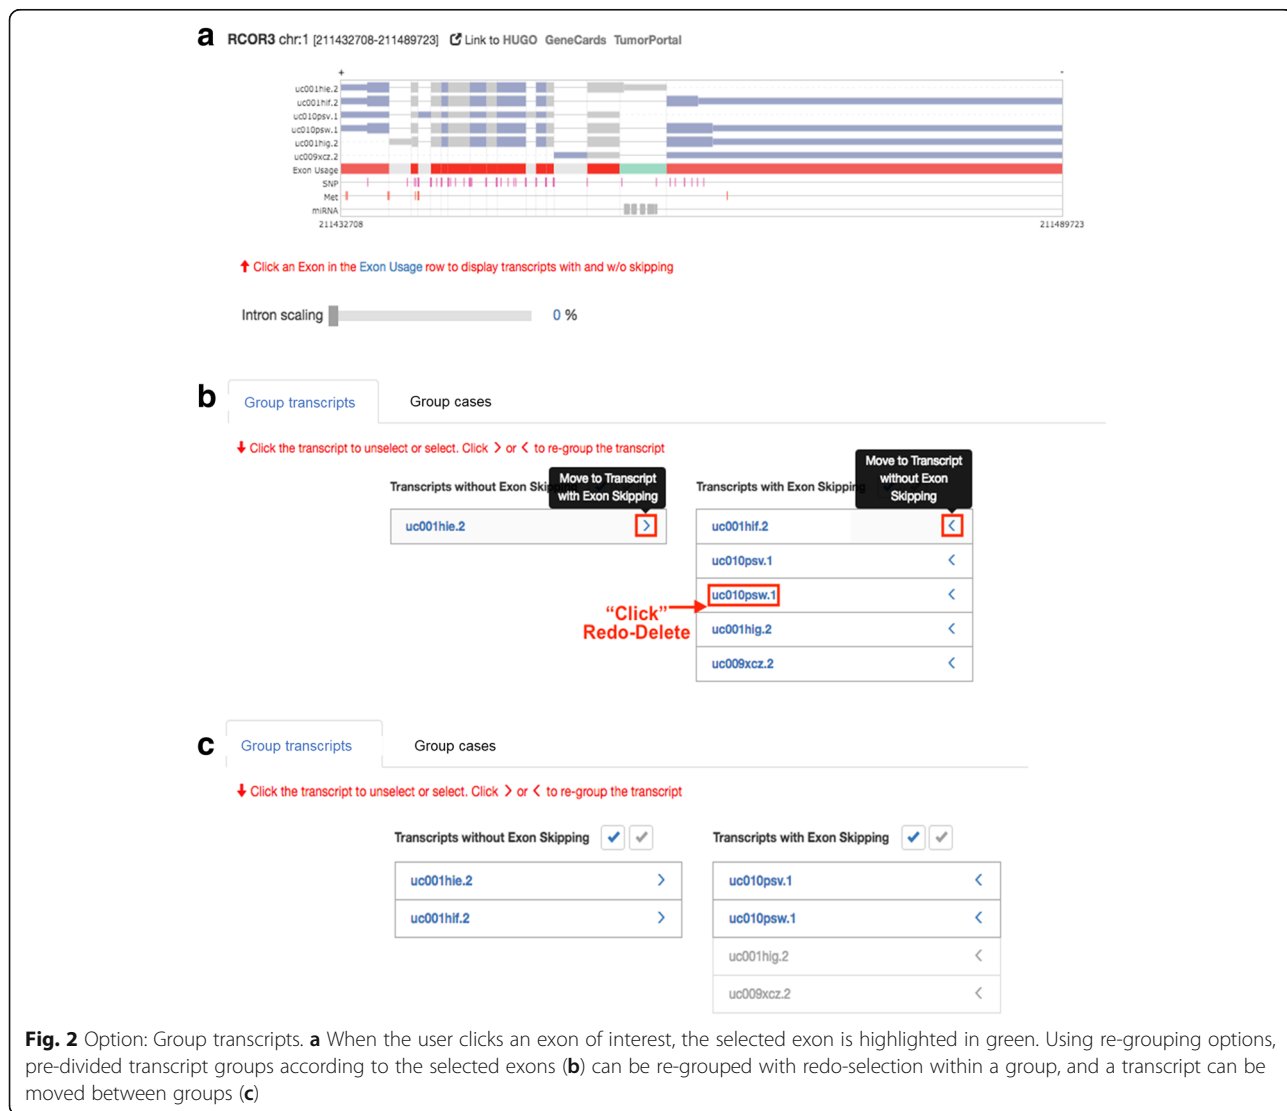 a RCOR3 chr:1 [211432708-211489723] Link to HUGO GeneCards TumorPortal
+ -
uc001hie.2
uc001hif.2
uc010psv.1
uc010psw.1
uc001hig.2
uc009xcz.2
Exon Usage
SNP
Met
miRNA
211432708 211489723
Click an Exon in the Exon Usage row to display transcripts with and w/o skipping
Intron scaling 0 %
b Group transcripts Group cases
Click the transcript to unselect or select. Click > or < to re-group the transcript
Move to Transcript
with Exon Skipping
Move to Transcript
without Exon
Skipping
Transcripts without Exon Skipping Transcripts with Exon Skipping
uc001hie.2 > uc001hif.2 <
uc010psv.1 <
uc010psw.1 <
"Click"
Redo-Delete
uc001hig.2 <
uc009xcz.2 <
c Group transcripts Group cases
Click the transcript to unselect or select. Click > or < to re-group the transcript
Transcripts without Exon Skipping ✔ ✔ Transcripts with Exon Skipping ✔ ✔
uc001hie.2 > uc010psv.1 <
uc001hif.2 > uc010psw.1 <
uc001hig.2 <
uc009xcz.2 <
Fig. 2 Option: Group transcripts. a When the user clicks an exon of interest, the selected exon is highlighted in green. Using re-grouping options,
pre-divided transcript groups according to the selected exons (b) can be re-grouped with redo-selection within a group, and a transcript can be
moved between groups (c)